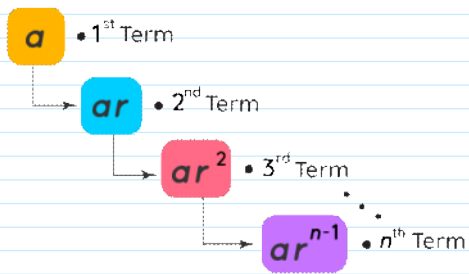 a • 1ˢᵗ Term
ar • 2ⁿᵈ Term
ar² • 3ʳᵈ Term
arⁿ⁻¹ • nᵗʰ Term